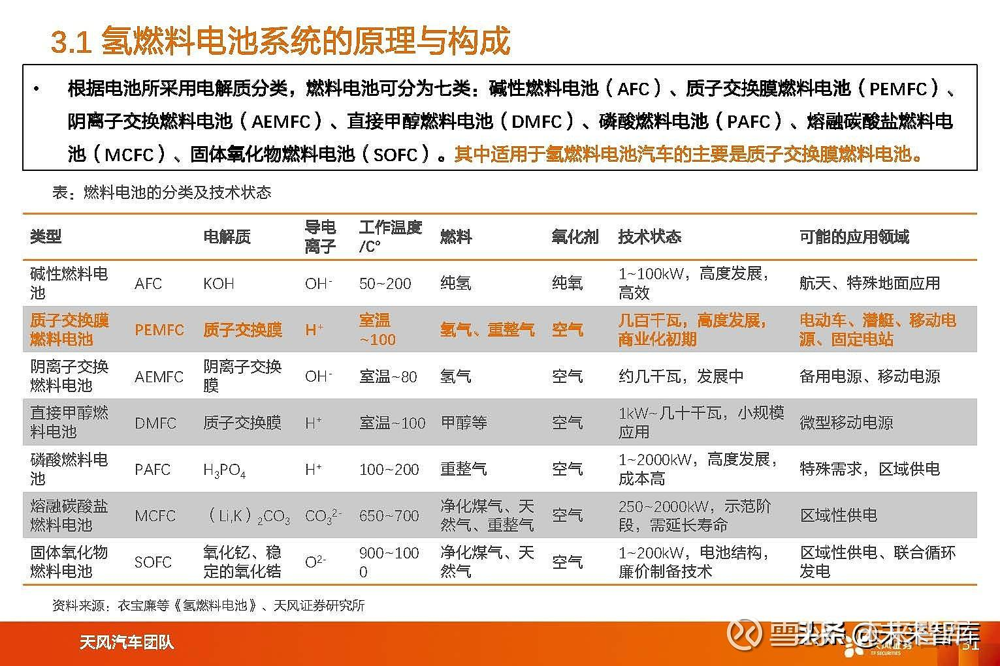 3.1 氢燃料电池系统的原理与构成
• 根据电池所采用电解质分类，燃料电池可分为七类：碱性燃料电池（AFC）、质子交换膜燃料电池（PEMFC）、
阴离子交换燃料电池（AEMFC）、直接甲醇燃料电池（DMFC）、磷酸燃料电池（PAFC）、熔融碳酸盐燃料电
池（MCFC）、固体氧化物燃料电池（SOFC）。其中适用于氢燃料电池汽车的主要是质子交换膜燃料电池。
表：燃料电池的分类及技术状态
类型 电解质 导电离子 工作温度/C° 燃料 氧化剂 技术状态 可能的应用领域
碱性燃料电池 AFC KOH OH⁻ 50~200 纯氢 纯氧 1~100kW，高度发展，高效 航天、特殊地面应用
质子交换膜燃料电池 PEMFC 质子交换膜 H⁺ 室温~100 氢气、重整气 空气 几百千瓦，高度发展，商业化初期 电动车、潜艇、移动电源、固定电站
阴离子交换燃料电池 AEMFC 阴离子交换膜 OH⁻ 室温~80 氢气 空气 约几千瓦，发展中 备用电源、移动电源
直接甲醇燃料电池 DMFC 质子交换膜 H⁺ 室温~100 甲醇等 空气 1kW~几十千瓦，小规模应用 微型移动电源
磷酸燃料电池 PAFC H₃PO₄ H⁺ 100~200 重整气 空气 1~2000kW，高度发展，成本高 特殊需求，区域供电
熔融碳酸盐燃料电池 MCFC （Li,K）₂CO₃ CO₃²⁻ 650~700 净化煤气、天然气、重整气 空气 250~2000kW，示范阶段，需延长寿命 区域性供电
固体氧化物燃料电池 SOFC 氧化钇、稳定的氧化锆 O²⁻ 900~1000 净化煤气、天然气 空气 1~200kW，电池结构，廉价制备技术 区域性供电、联合循环发电
资料来源：衣宝廉等《氢燃料电池》、天风证券研究所
天风汽车团队
雪球
头条 @未来智库
天风证券
TF SECURITIES
31